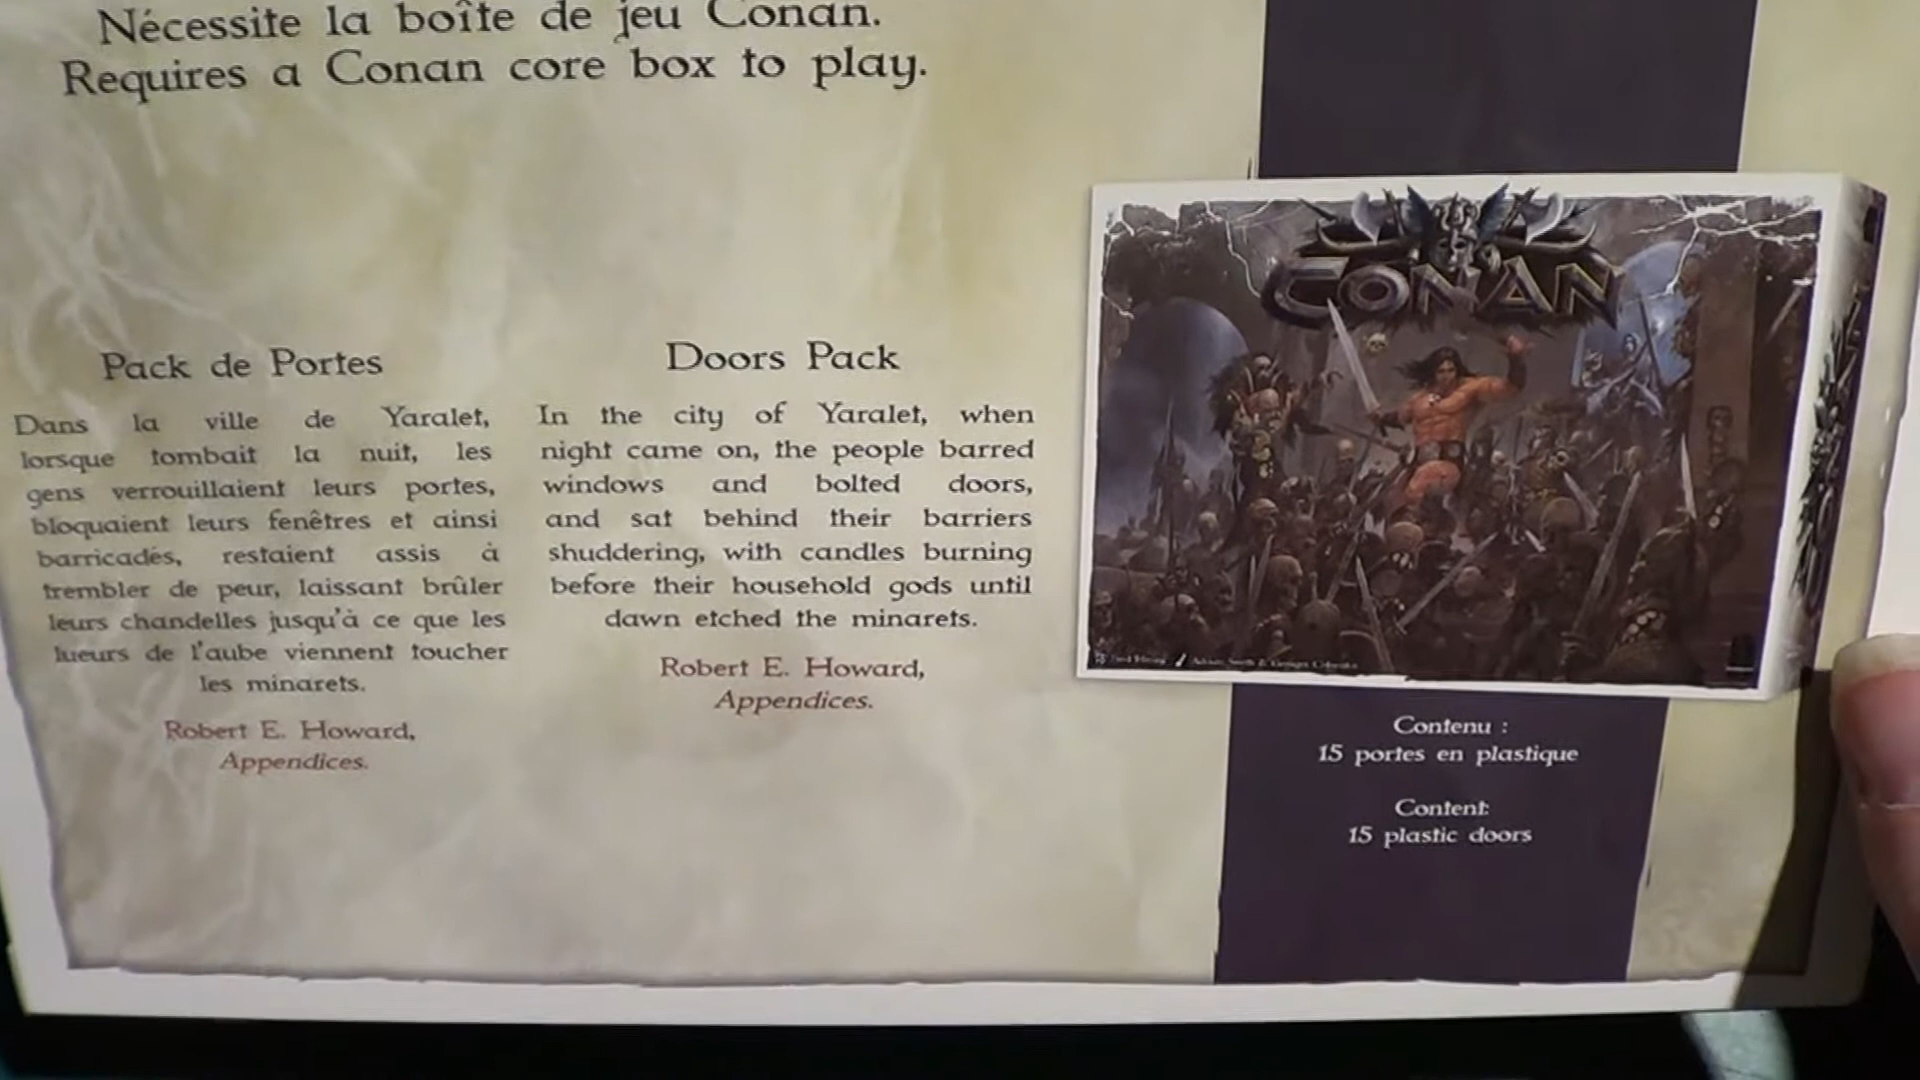 Nécessite la boîte de jeu Conan.
Requires a Conan core box to play.
Pack de Portes
Dans la ville de Yaralet,
lorsque tombait la nuit, les
gens verrouillaient leurs portes,
bloquaient leurs fenêtres et ainsi
barricadés, restaient assis à
trembler de peur, laissant brûler
leurs chandelles jusqu'à ce que les
lueurs de l'aube viennent toucher
les minarets.
Robert E. Howard,
Appendices.
Doors Pack
In the city of Yaralet, when
night came on, the people barred
windows and bolted doors,
and sat behind their barriers
shuddering, with candles burning
before their household gods until
dawn etched the minarets.
Robert E. Howard,
Appendices.
CONAN
Contenu :
15 portes en plastique
Content:
15 plastic doors